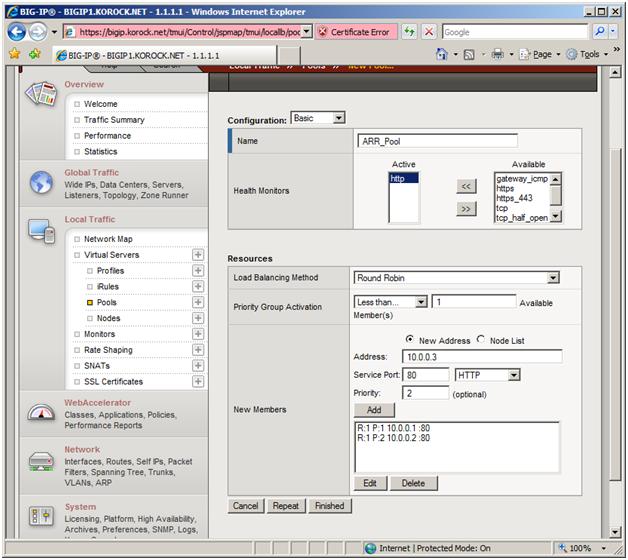 BIG-IP® - BIGIP1.KOROCK.NET - 1.1.1.1 - Windows Internet Explorer
https://bigip.korock.net/tmui/Control/jspmap/tmui/locallb/poo
Certificate Error
Google
BIG-IP® - BIGIP1.KOROCK.NET - 1.1.1.1
Page
Tools
Help
Search
Local Traffic » Pools » New Pool...
Overview
Welcome
Traffic Summary
Performance
Statistics
Global Traffic
Wide IPs, Data Centers, Servers,
Listeners, Topology, Zone Runner
Local Traffic
Network Map
Virtual Servers
Profiles
iRules
Pools
Nodes
Monitors
Rate Shaping
SNATs
SSL Certificates
WebAccelerator
Classes, Applications, Policies,
Performance Reports
Network
Interfaces, Routes, Self IPs, Packet
Filters, Spanning Tree, Trunks,
VLANs, ARP
System
Licensing, Platform, High Availability,
Archives, Preferences, SNMP, Logs,
Configuration: Basic
Name
ARR_Pool
Health Monitors
Active
http
<<
>>
Available
gateway_icmp
https
https_443
tcp
tcp_half_open
Resources
Load Balancing Method
Round Robin
Priority Group Activation
Less than... 1 Available
Member(s)
New Members
New Address Node List
Address: 10.0.0.3
Service Port: 80 HTTP
Priority: 2 (optional)
Add
R:1 P:1 10.0.0.1 :80
R:1 P:2 10.0.0.2 :80
Edit Delete
Cancel Repeat Finished
Internet | Protected Mode: On
100%